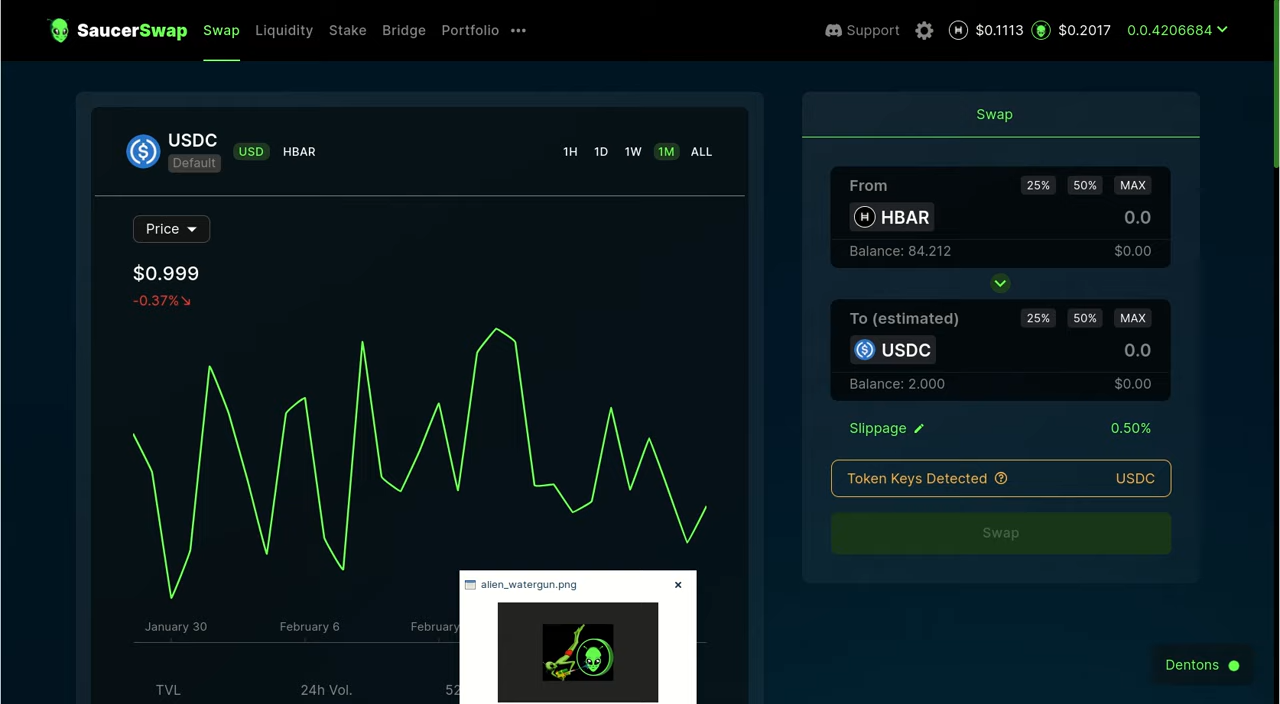 SaucerSwap Swap Liquidity Stake Bridge Portfolio ••• Support $0.1113 $0.2017 0.0.4206684
USDC
Default
USD HBAR 1H 1D 1W 1M ALL
Price
$0.999
-0.37%↘
January 30 February 6 February
TVL 24h Vol. 52
alien_watergun.png ×
Swap
From 25% 50% MAX
HBAR 0.0
Balance: 84.212 $0.00
To (estimated) 25% 50% MAX
USDC 0.0
Balance: 2.000 $0.00
Slippage 0.50%
Token Keys Detected USDC
Swap
Dentons